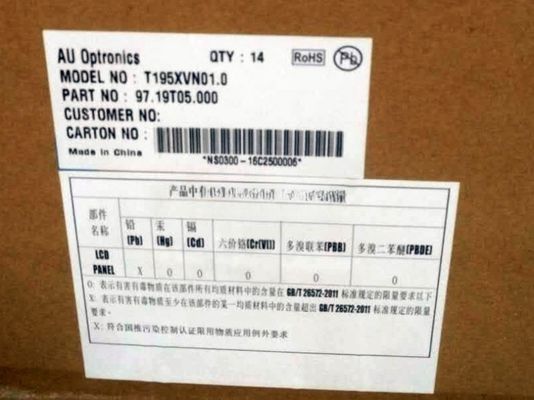 AU Optronics QTY : 14 RoHS Pb
MODEL NO : T195XVN01.0
PART NO : 97.19T05.000
CUSTOMER NO :
CARTON NO :
Made in China *NS0300-16C2500006*
产品中有
部件名称 铅(Pb) 汞(Hg) 镉(Cd) 六价铬(Cr(VI)) 多溴联苯(PBB) 多溴二苯醚(PBDE)
LCD PANEL X 0 0 0 0 0
0: 表示有害有毒物质在该部件所有均质材料中的含量在 GB/T 26572-2011 标准规定的限量要求以下
X: 表示有害有毒物质至少在该部件的某一均质材料中的含量超出 GB/T 26572-2011 标准规定的限量
要求。
X: 符合国推污染控制认证限用物质应用例外要求